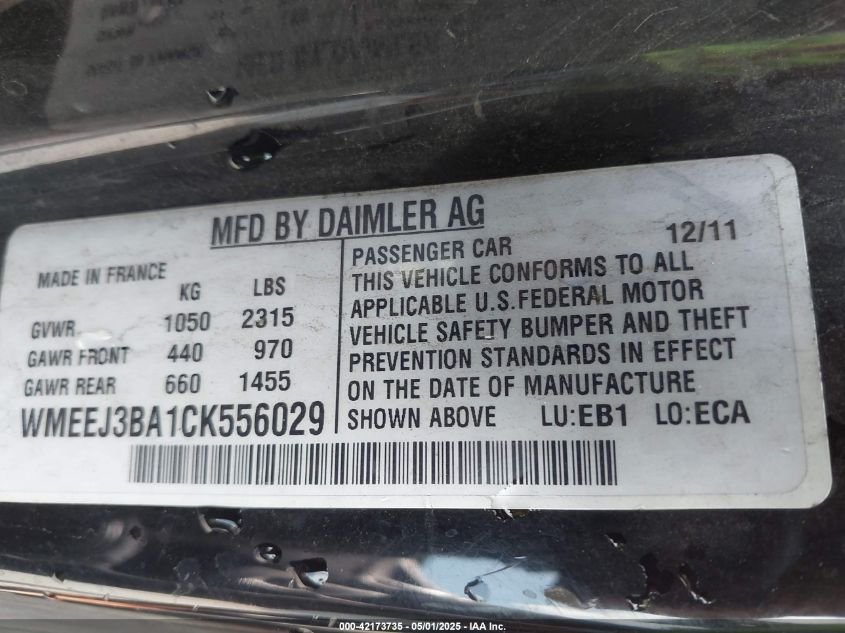 MFD BY DAIMLER AG
12/11
MADE IN FRANCE
KG LBS
GVWR 1050 2315
GAWR FRONT 440 970
GAWR REAR 660 1455
WMEEJ3BA1CK556029
PASSENGER CAR
THIS VEHICLE CONFORMS TO ALL
APPLICABLE U.S.FEDERAL MOTOR
VEHICLE SAFETY BUMPER AND THEFT
PREVENTION STANDARDS IN EFFECT
ON THE DATE OF MANUFACTURE
SHOWN ABOVE LU:EB1 LO:ECA
000-42173735 - 05/01/2025 - IAA Inc.